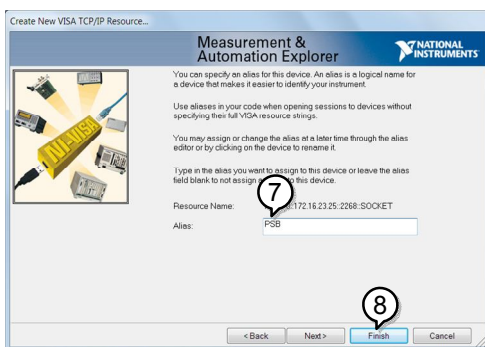 Create New VISA TCP/IP Resource...
Measurement &
Automation Explorer
NATIONAL
INSTRUMENTS
NI-VISA
You can specify an alias for this device. An alias is a logical name for
a device that makes it easier to identify your instrument.
Use aliases in your code when opening sessions to devices without
specifying their full VISA resource strings.
You may assign or change the alias at a later time through the alias
editor or by clicking on the device to rename it.
Type in the alias you want to assign to this device or leave the alias
field blank to not assign to this device.
7
Resource Name: ::172.16.23.25::2268::SOCKET
Alias: PSB
8
< Back Next > Finish Cancel